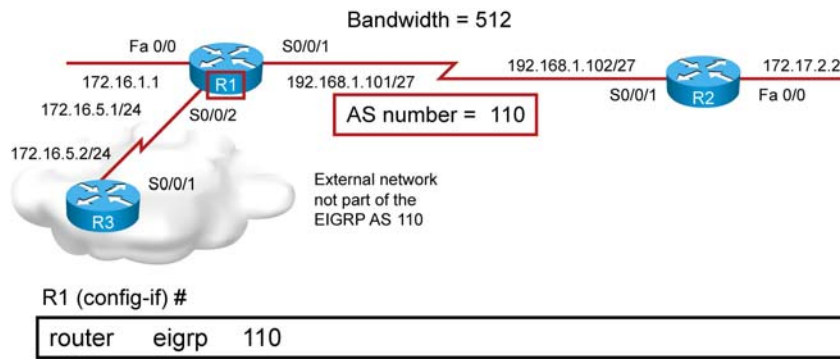 Bandwidth = 512
Fa 0/0
S0/0/1
172.16.1.1
R1
192.168.1.101/27
192.168.1.102/27
172.17.2.2
S0/0/1
R2
Fa 0/0
172.16.5.1/24
S0/0/2
AS number = 110
172.16.5.2/24
S0/0/1
R3
External network
not part of the
EIGRP AS 110
R1 (config-if) #
router eigrp 110